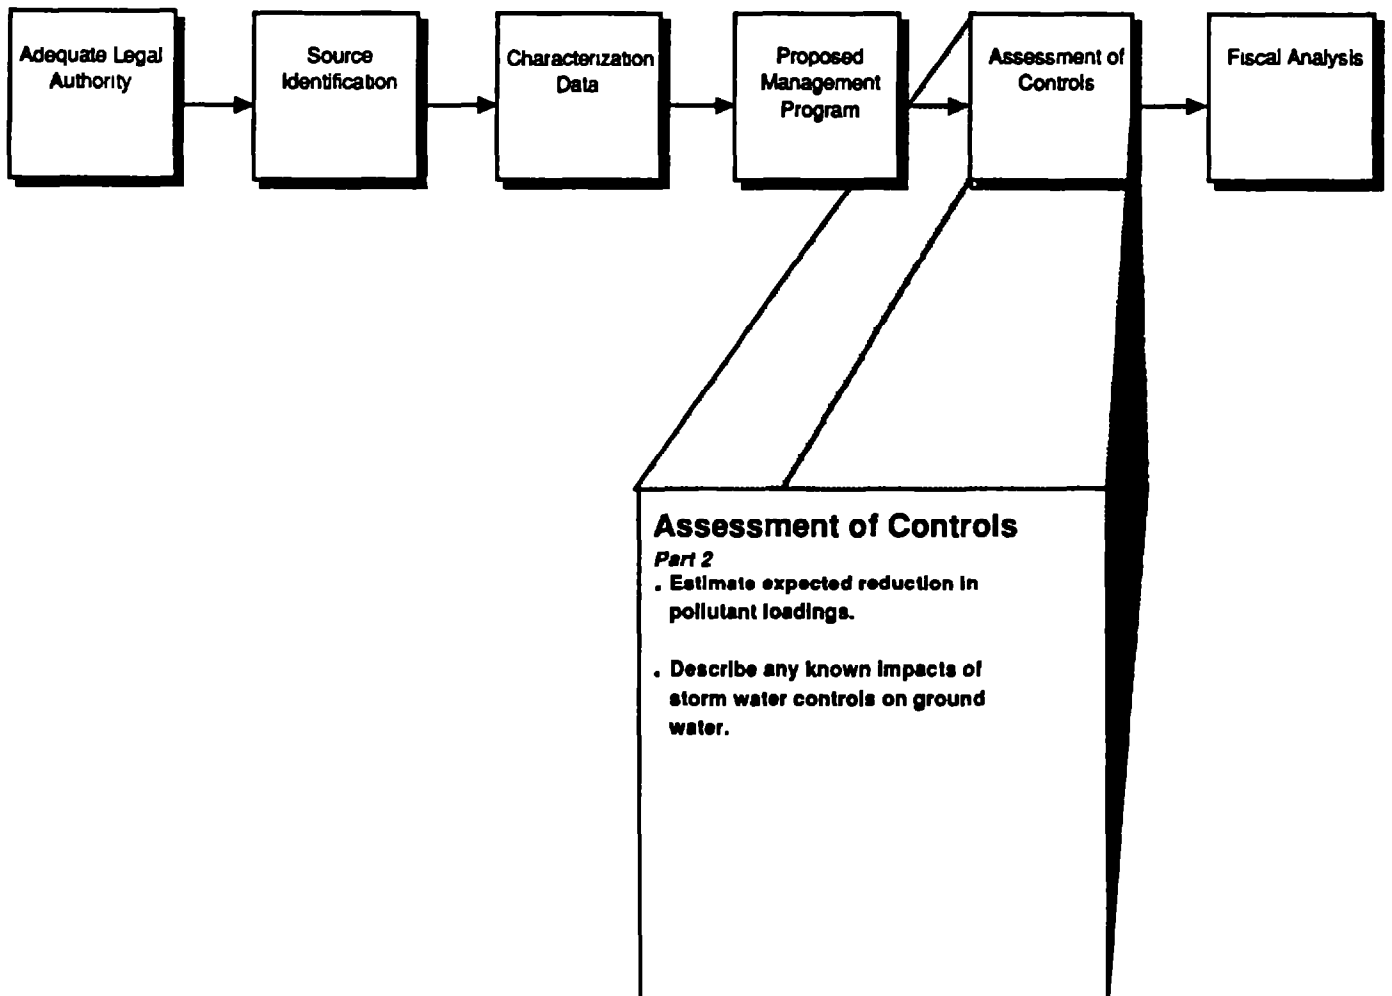 Adequate Legal
Authority
Source
Identification
Characterization
Data
Proposed
Management
Program
Assessment of
Controls
Fiscal Analysis
Assessment of Controls
Part 2
. Estimate expected reduction in
pollutant loadings.
. Describe any known impacts of
storm water controls on ground
water.